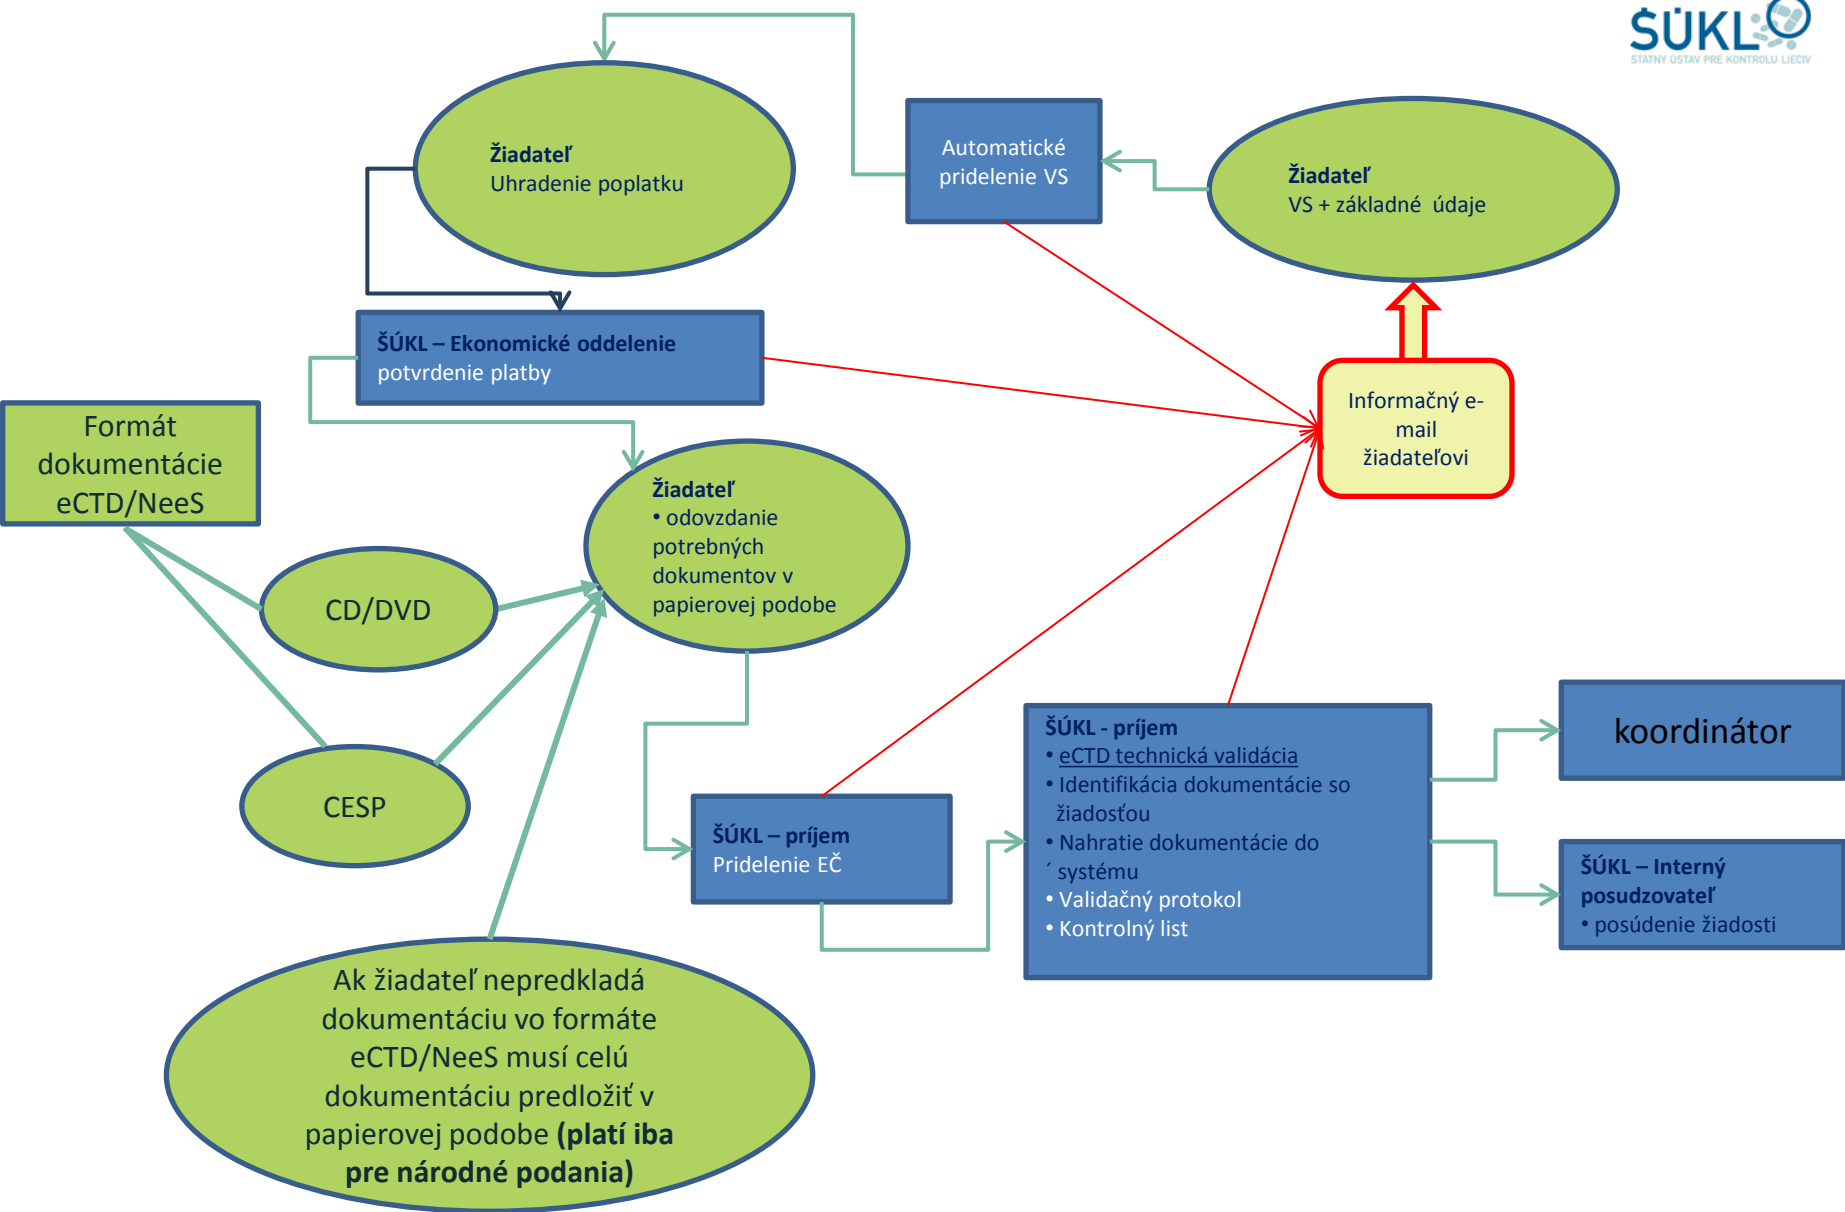 ŠÚKL
ŠTÁTNY ÚSTAV PRE KONTROLU LIEČIV
Žiadateľ
Uhradenie poplatku
Automatické
pridelenie VS
Žiadateľ
VS + základné údaje
ŠÚKL – Ekonomické oddelenie
potvrdenie platby
Informačný e-
mail
žiadateľovi
Formát
dokumentácie
eCTD/NeeS
Žiadateľ
• odovzdanie
potrebných
dokumentov v
papierovej podobe
CD/DVD
CESP
ŠÚKL – príjem
Pridelenie EČ
ŠÚKL - príjem
• eCTD technická validácia
• Identifikácia dokumentácie so
žiadosťou
• Nahratie dokumentácie do
´ systému
• Validačný protokol
• Kontrolný list
koordinátor
ŠÚKL – Interný
posudzovateľ
• posúdenie žiadosti
Ak žiadateľ nepredkladá
dokumentáciu vo formáte
eCTD/NeeS musí celú
dokumentáciu predložiť v
papierovej podobe (platí iba
pre národné podania)